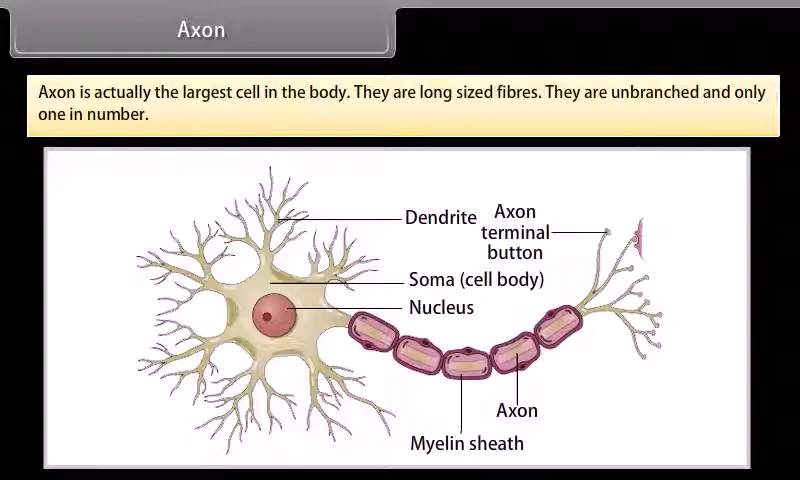 Axon
Axon is actually the largest cell in the body. They are long sized fibres. They are unbranched and only
one in number.
Dendrite
Axon
terminal
button
Soma (cell body)
Nucleus
Axon
Myelin sheath